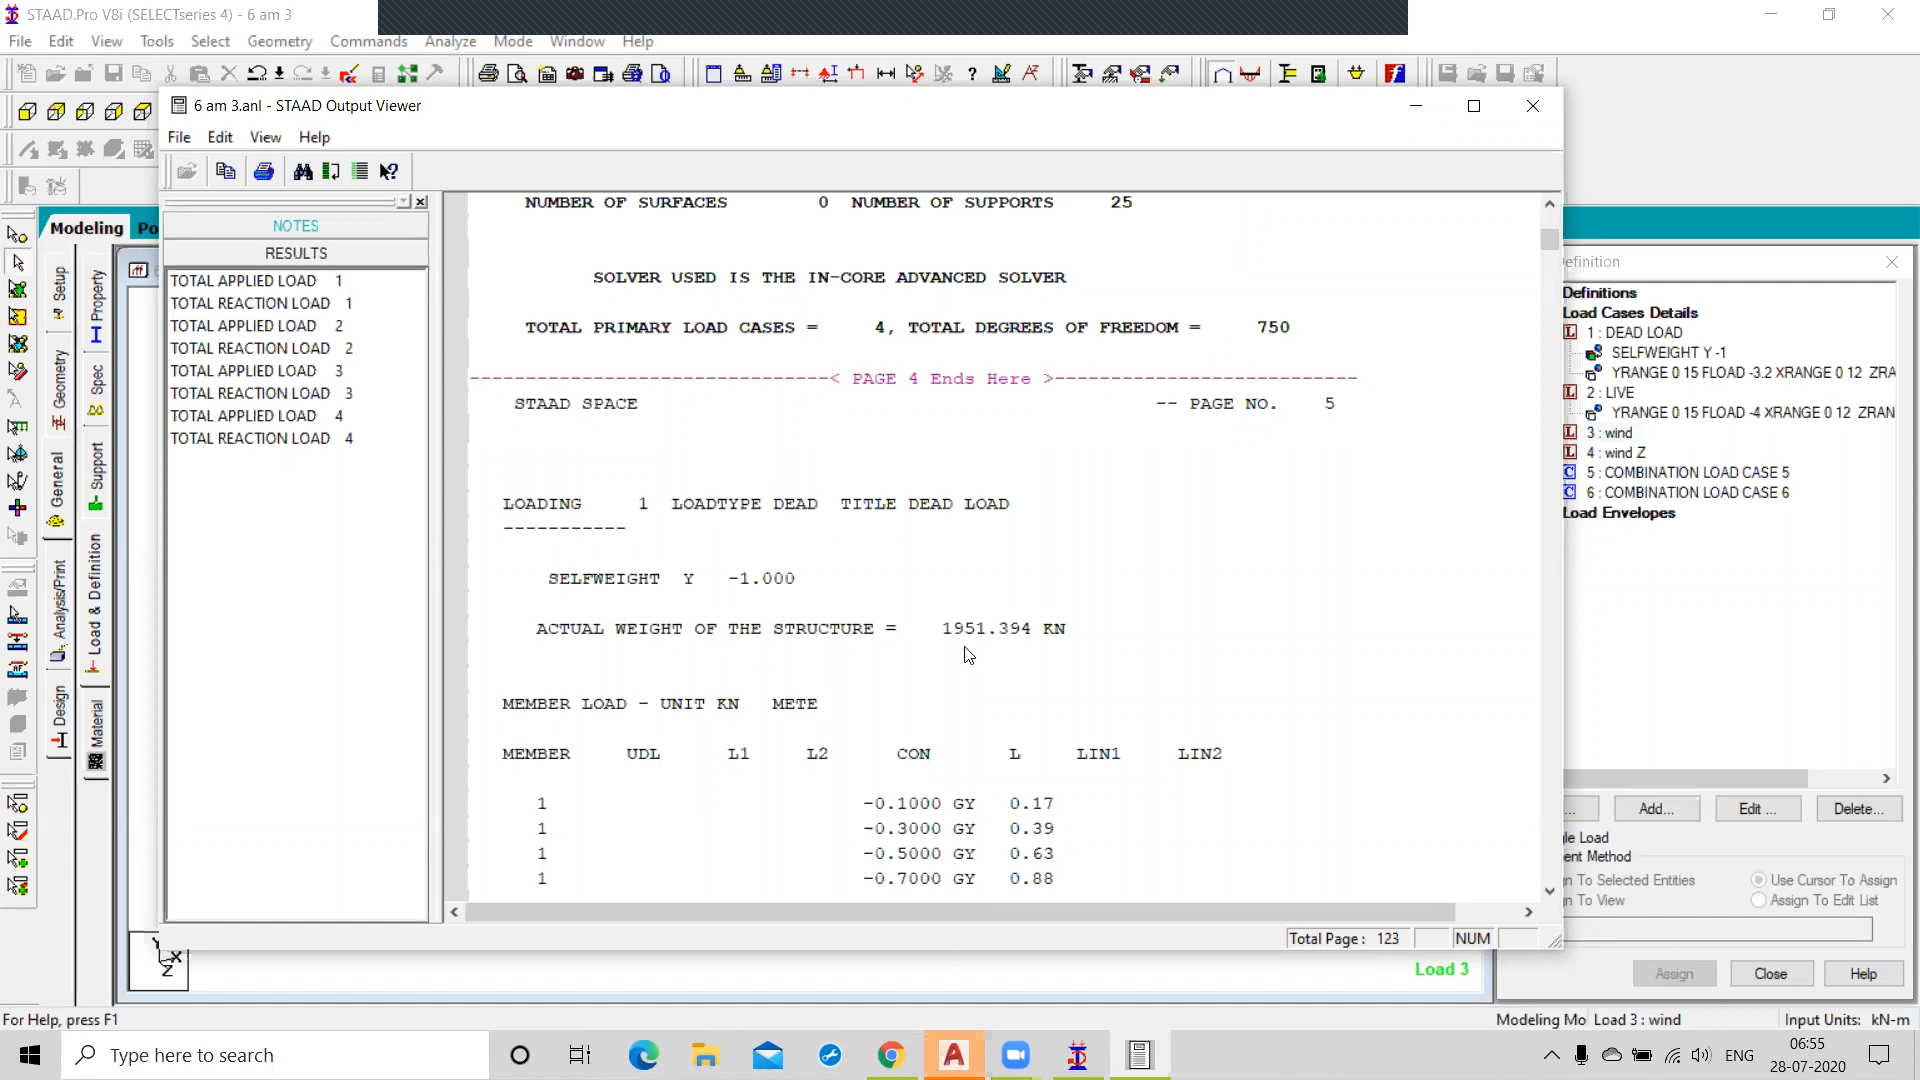 STAAD.Pro V8i (SELECTseries 4) - 6 am 3
File Edit View Tools Select Geometry Commands Analyze Mode Window Help
6 am 3.anl - STAAD Output Viewer
File Edit View Help
Modeling Po
Setup
Geometry
General
Analysis/Print
Design
Property
Spec
Support
Load & Definition
Material
NOTES
RESULTS
TOTAL APPLIED LOAD 1
TOTAL REACTION LOAD 1
TOTAL APPLIED LOAD 2
TOTAL REACTION LOAD 2
TOTAL APPLIED LOAD 3
TOTAL REACTION LOAD 3
TOTAL APPLIED LOAD 4
TOTAL REACTION LOAD 4
NUMBER OF SURFACES 0 NUMBER OF SUPPORTS 25
SOLVER USED IS THE IN-CORE ADVANCED SOLVER
TOTAL PRIMARY LOAD CASES = 4, TOTAL DEGREES OF FREEDOM = 750
< PAGE 4 Ends Here >
STAAD SPACE -- PAGE NO. 5
LOADING 1 LOADTYPE DEAD TITLE DEAD LOAD
-----------
SELFWEIGHT Y -1.000
ACTUAL WEIGHT OF THE STRUCTURE = 1951.394 KN
MEMBER LOAD - UNIT KN METE
MEMBER UDL L1 L2 CON L LIN1 LIN2
1 -0.1000 GY 0.17
1 -0.3000 GY 0.39
1 -0.5000 GY 0.63
1 -0.7000 GY 0.88
Total Page: 123 NUM
efinition
Definitions
Load Cases Details
L 1 : DEAD LOAD
SELFWEIGHT Y -1
YRANGE 0 15 FLOAD -3.2 XRANGE 0 12 ZRA
L 2 : LIVE
YRANGE 0 15 FLOAD -4 XRANGE 0 12 ZRAN
L 3 : wind
L 4 : wind Z
C 5 : COMBINATION LOAD CASE 5
C 6 : COMBINATION LOAD CASE 6
Load Envelopes
... Add... Edit ... Delete...
le Load
ent Method
n To Selected Entities Use Cursor To Assign
n To View Assign To Edit List
Assign Close Help
Y X Z
Load 3
For Help, press F1 Modeling Mo Load 3 : wind Input Units: kN-m
Type here to search ENG 06:55
28-07-2020